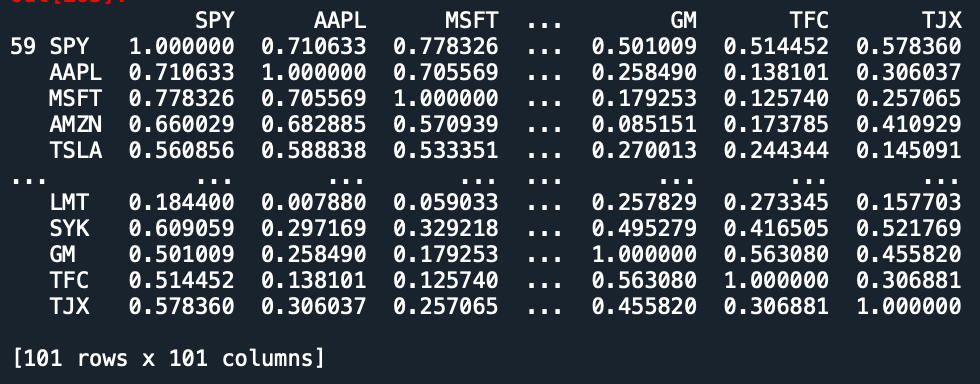 SPY AAPL MSFT ... GM TFC TJX
59 SPY 1.000000 0.710633 0.778326 ... 0.501009 0.514452 0.578360
AAPL 0.710633 1.000000 0.705569 ... 0.258490 0.138101 0.306037
MSFT 0.778326 0.705569 1.000000 ... 0.179253 0.125740 0.257065
AMZN 0.660029 0.682885 0.570939 ... 0.085151 0.173785 0.410929
TSLA 0.560856 0.588838 0.533351 ... 0.270013 0.244344 0.145091
... ... ... ... ... ... ... ...
LMT 0.184400 0.007880 0.059033 ... 0.257829 0.273345 0.157703
SYK 0.609059 0.297169 0.329218 ... 0.495279 0.416505 0.521769
GM 0.501009 0.258490 0.179253 ... 1.000000 0.563080 0.455820
TFC 0.514452 0.138101 0.125740 ... 0.563080 1.000000 0.306881
TJX 0.578360 0.306037 0.257065 ... 0.455820 0.306881 1.000000
[101 rows x 101 columns]